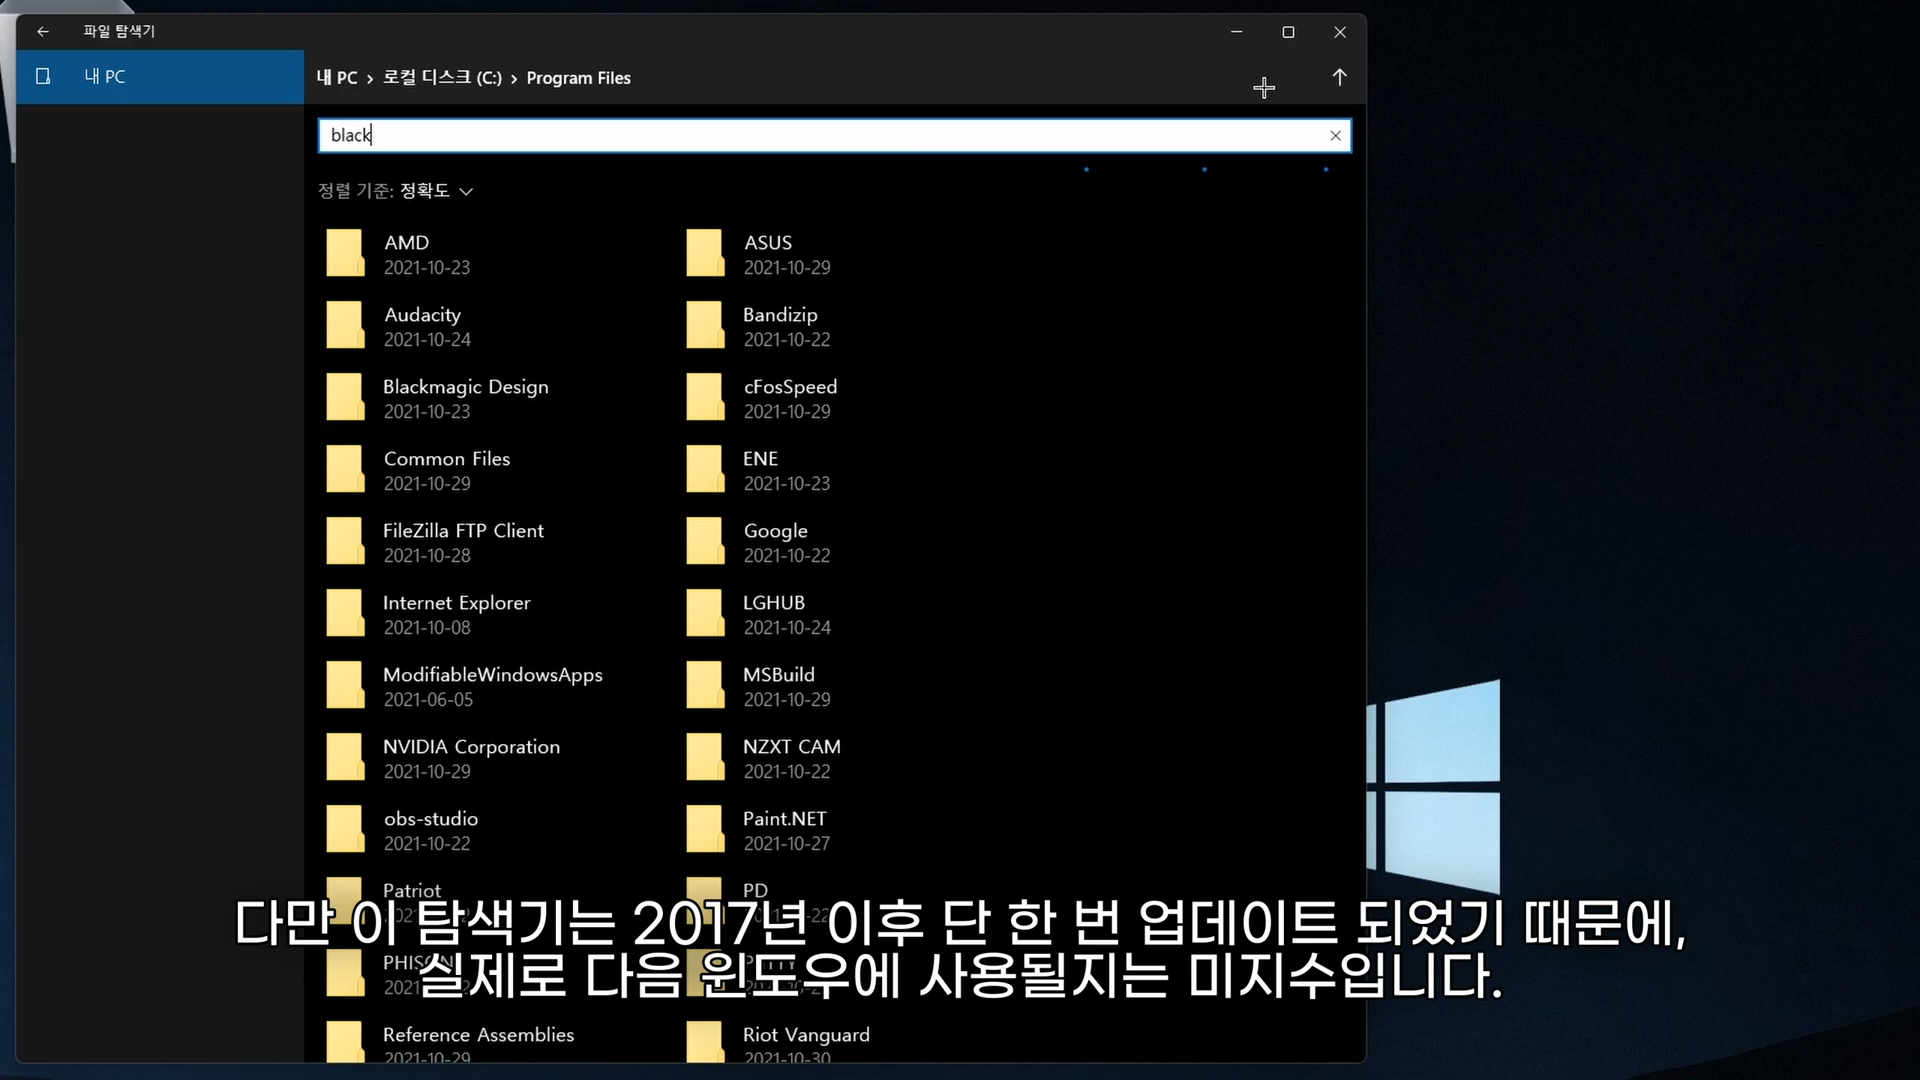 파일 탐색기
내 PC
내 PC > 로컬 디스크 (C:) > Program Files
black
정렬 기준: 정확도
AMD
2021-10-23
ASUS
2021-10-29
Audacity
2021-10-24
Bandizip
2021-10-22
Blackmagic Design
2021-10-23
cFosSpeed
2021-10-29
Common Files
2021-10-29
ENE
2021-10-23
FileZilla FTP Client
2021-10-28
Google
2021-10-22
Internet Explorer
2021-10-08
LGHUB
2021-10-24
ModifiableWindowsApps
2021-06-05
MSBuild
2021-10-29
NVIDIA Corporation
2021-10-29
NZXT CAM
2021-10-22
obs-studio
2021-10-22
Paint.NET
2021-10-27
Patriot
PD
다만 이 탐색기는 2017년 이후 단 한 번 업데이트 되었기 때문에,
실제로 다음 윈도우에 사용될지는 미지수입니다.
Reference Assemblies
2021-10-29
Riot Vanguard
2021-10-30